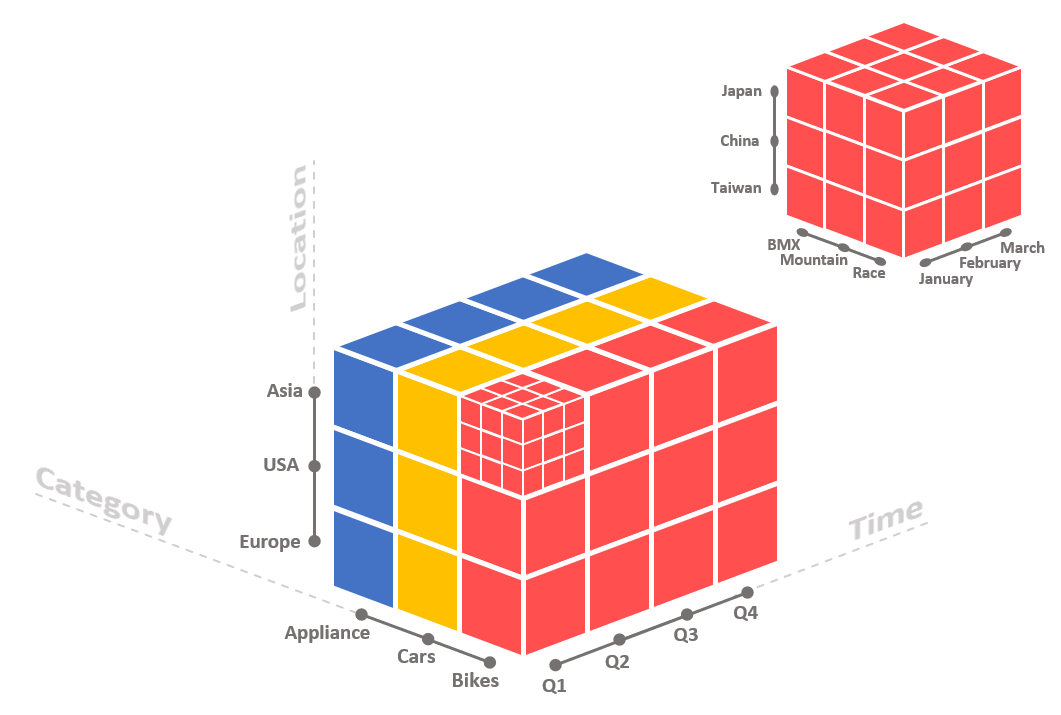 Japan
China
Taiwan
BMX
Mountain
Race
January
February
March
Location
Asia
USA
Europe
Category
Time
Appliance
Cars
Bikes
Q1
Q2
Q3
Q4